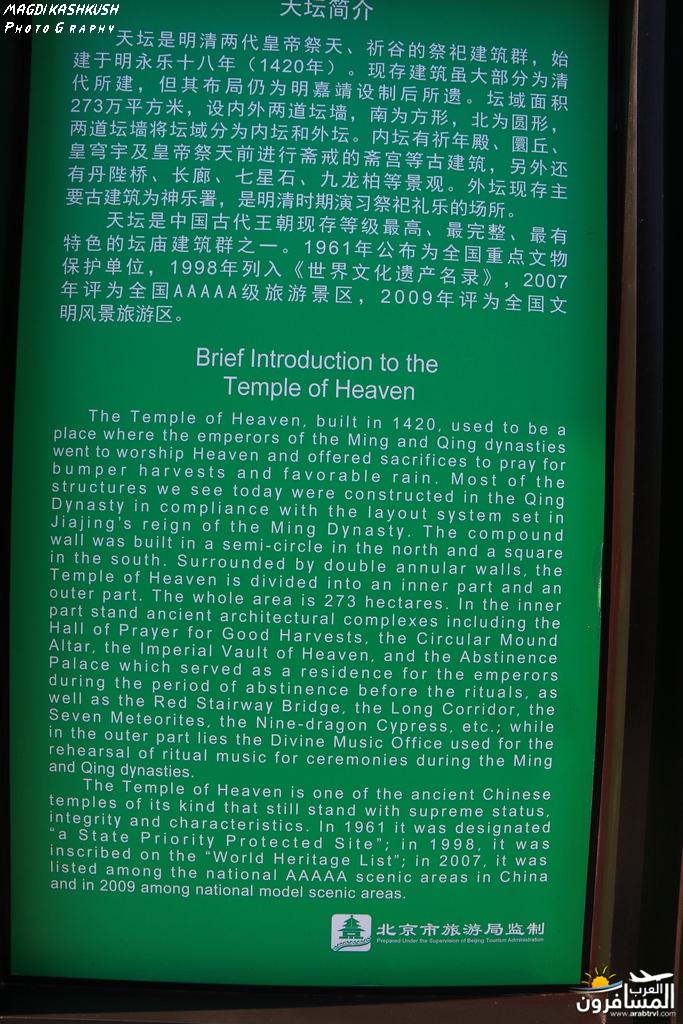 MAGDI KASHKUSH
PHOTO GRAPHY
天坛简介
天坛是明清两代皇帝祭天、祈谷的祭祀建筑群，始
建于明永乐十八年（1420年）。现存建筑虽大部分为清
代所建，但其布局仍为明嘉靖设制后所遗。坛域面积
273万平方米，设内外两道坛墙，南为方形，北为圆形，
两道坛墙将坛域分为内坛和外坛。内坛有祈年殿、圜丘、
皇穹宇及皇帝祭天前进行斋戒的斋宫等古建筑，另外还
有丹陛桥、长廊、七星石、九龙柏等景观。外坛现存主
要古建筑为神乐署，是明清时期演习祭祀礼乐的场所。
天坛是中国古代王朝现存等级最高、最完整、最有
特色的坛庙建筑群之一。1961年公布为全国重点文物
保护单位，1998年列入《世界文化遗产名录》，2007
年评为全国AAAAA级旅游景区，2009年评为全国文
明风景旅游区。
Brief Introduction to the
Temple of Heaven
The Temple of Heaven, built in 1420, used to be a
place where the emperors of the Ming and Qing dynasties
went to worship Heaven and offered sacrifices to pray for
bumper harvests and favorable rain. Most of the
structures we see today were constructed in the Qing
Dynasty in compliance with the layout system set in
Jiajing's reign of the Ming Dynasty. The compound
wall was built in a semi-circle in the north and a square
in the south. Surrounded by double annular walls, the
Temple of Heaven is divided into an inner part and an
outer part. The whole area is 273 hectares. In the inner
part stand ancient architectural complexes including the
Hall of Prayer for Good Harvests, the Circular Mound
Altar, the Imperial Vault of Heaven, and the Abstinence
Palace which served as a residence for the emperors
during the period of abstinence before the rituals, as
well as the Red Stairway Bridge, the Long Corridor, the
Seven Meteorites, the Nine-dragon Cypress, etc.; while
in the outer part lies the Divine Music Office used for the
rehearsal of ritual music for ceremonies during the Ming
and Qing dynasties.
The Temple of Heaven is one of the ancient Chinese
temples of its kind that still stand with supreme status,
integrity and characteristics. In 1961 it was designated
"a State Priority Protected Site"; in 1998, it was
inscribed on the "World Heritage List"; in 2007, it was
listed among the national AAAAA scenic areas in China
and in 2009 among national model scenic areas.
北京市旅游局监制
Prepared Under the Supervision of Beijing Tourism Administration
العرب
المسافرون
www.arabtrvl.com